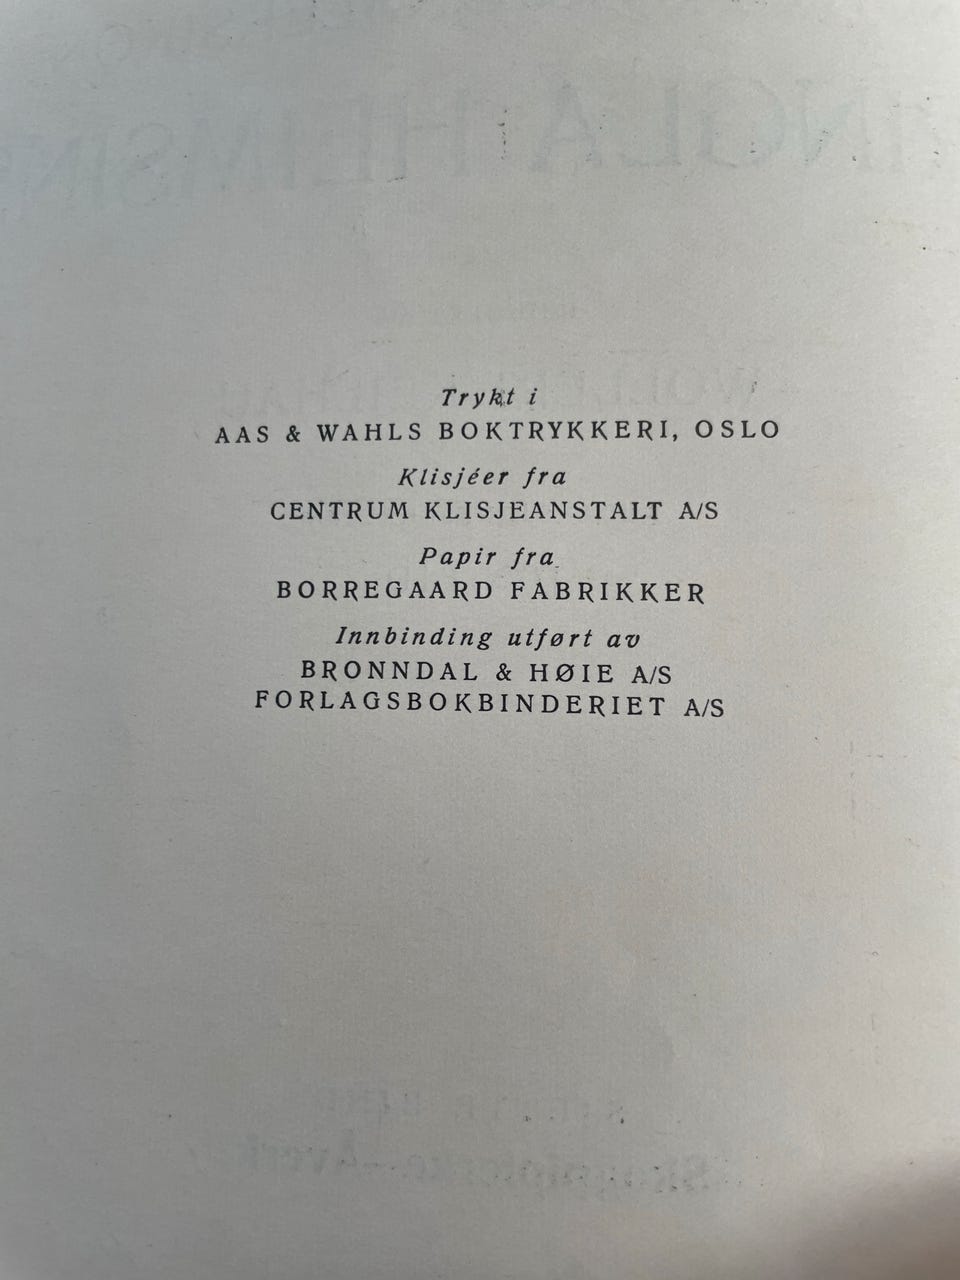 Trykt i
AAS & WAHLS BOKTRYKKERI, OSLO
Klisjéer fra
CENTRUM KLISJEANSTALT A/S
Papir fra
BORREGAARD FABRIKKER
Innbinding utført av
BRONNDAL & HØIE A/S
FORLAGSBOKBINDERIET A/S